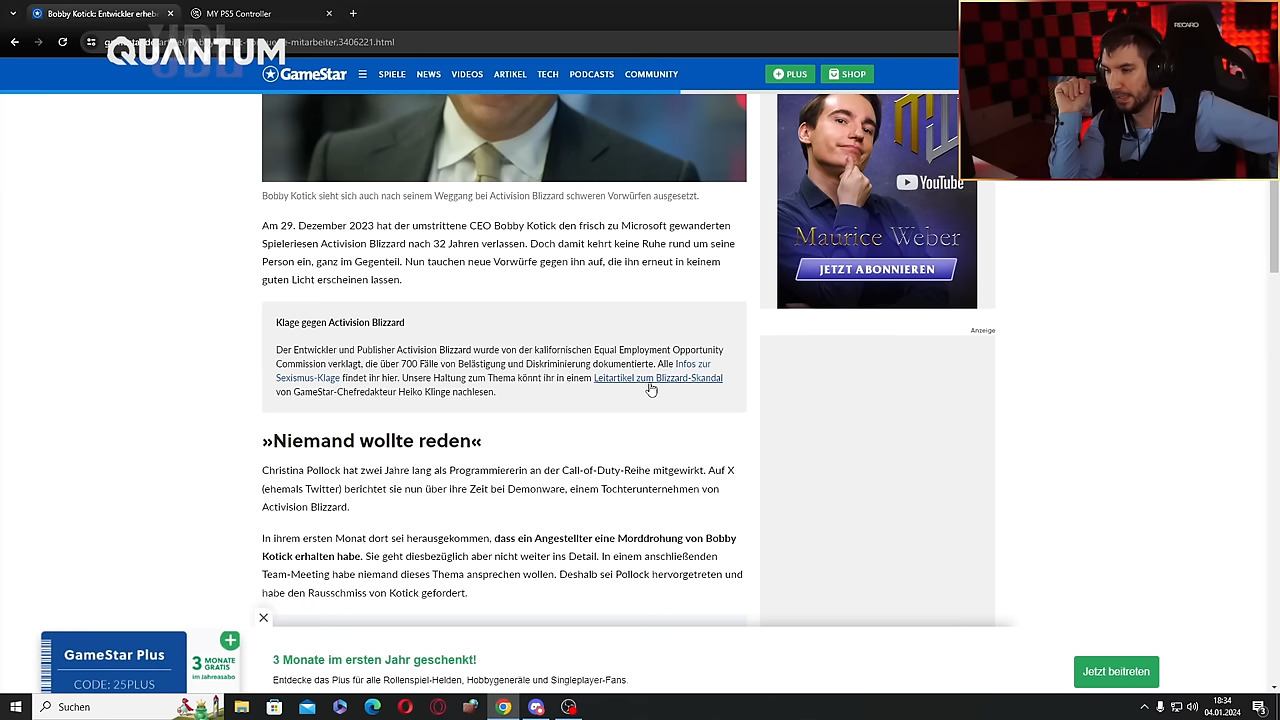 Bobby Kotick: Entwickler erheb
MY PS5 Controller
mitarbeiter,3406221.html
QUANTUM
GameStar
SPIELE
NEWS
VIDEOS
ARTIKEL
TECH
PODCASTS
COMMUNITY
PLUS
SHOP
RECARO
Bobby Kotick sieht sich auch nach seinem Weggang bei Activision Blizzard schweren Vorwürfen ausgesetzt.
Am 29. Dezember 2023 hat der umstrittene CEO Bobby Kotick den frisch zu Microsoft gewanderten
Spieleriesen Activision Blizzard nach 32 Jahren verlassen. Doch damit kehrt keine Ruhe rund um seine
Person ein, ganz im Gegenteil. Nun tauchen neue Vorwürfe gegen ihn auf, die ihn erneut in keinem
guten Licht erscheinen lassen.
YouTube
Maurice Weber
JETZT ABONNIEREN
Anzeige
Klage gegen Activision Blizzard
Der Entwickler und Publisher Activision Blizzard wurde von der kalifornischen Equal Employment Opportunity
Commission verklagt, die über 700 Fälle von Belästigung und Diskriminierung dokumentierte. Alle Infos zur
Sexismus-Klage findet ihr hier. Unsere Haltung zum Thema könnt ihr in einem Leitartikel zum Blizzard-Skandal
von GameStar-Chefredakteur Heiko Klinge nachlesen.
»Niemand wollte reden«
Christina Pollock hat zwei Jahre lang als Programmiererin an der Call-of-Duty-Reihe mitgewirkt. Auf X
(ehemals Twitter) berichtet sie nun über ihre Zeit bei Demonware, einem Tochterunternehmen von
Activision Blizzard.
In ihrem ersten Monat dort sei herausgekommen, dass ein Angestellter eine Morddrohung von Bobby
Kotick erhalten habe. Sie geht diesbezüglich aber nicht weiter ins Detail. In einem anschließenden
Team-Meeting habe niemand dieses Thema ansprechen wollen. Deshalb sei Pollock hervorgetreten und
habe den Rausschmiss von Kotick gefordert.
GameStar Plus
CODE: 25PLUS
3 MONATE
GRATIS
im Jahresabo
3 Monate im ersten Jahr geschenkt!
Entdecke das Plus für alle Rollenspiel-Helden, Hobbygeneräle und Singleplayer-Fans.
Jetzt beitreten
Suchen
18:34
04.01.2024